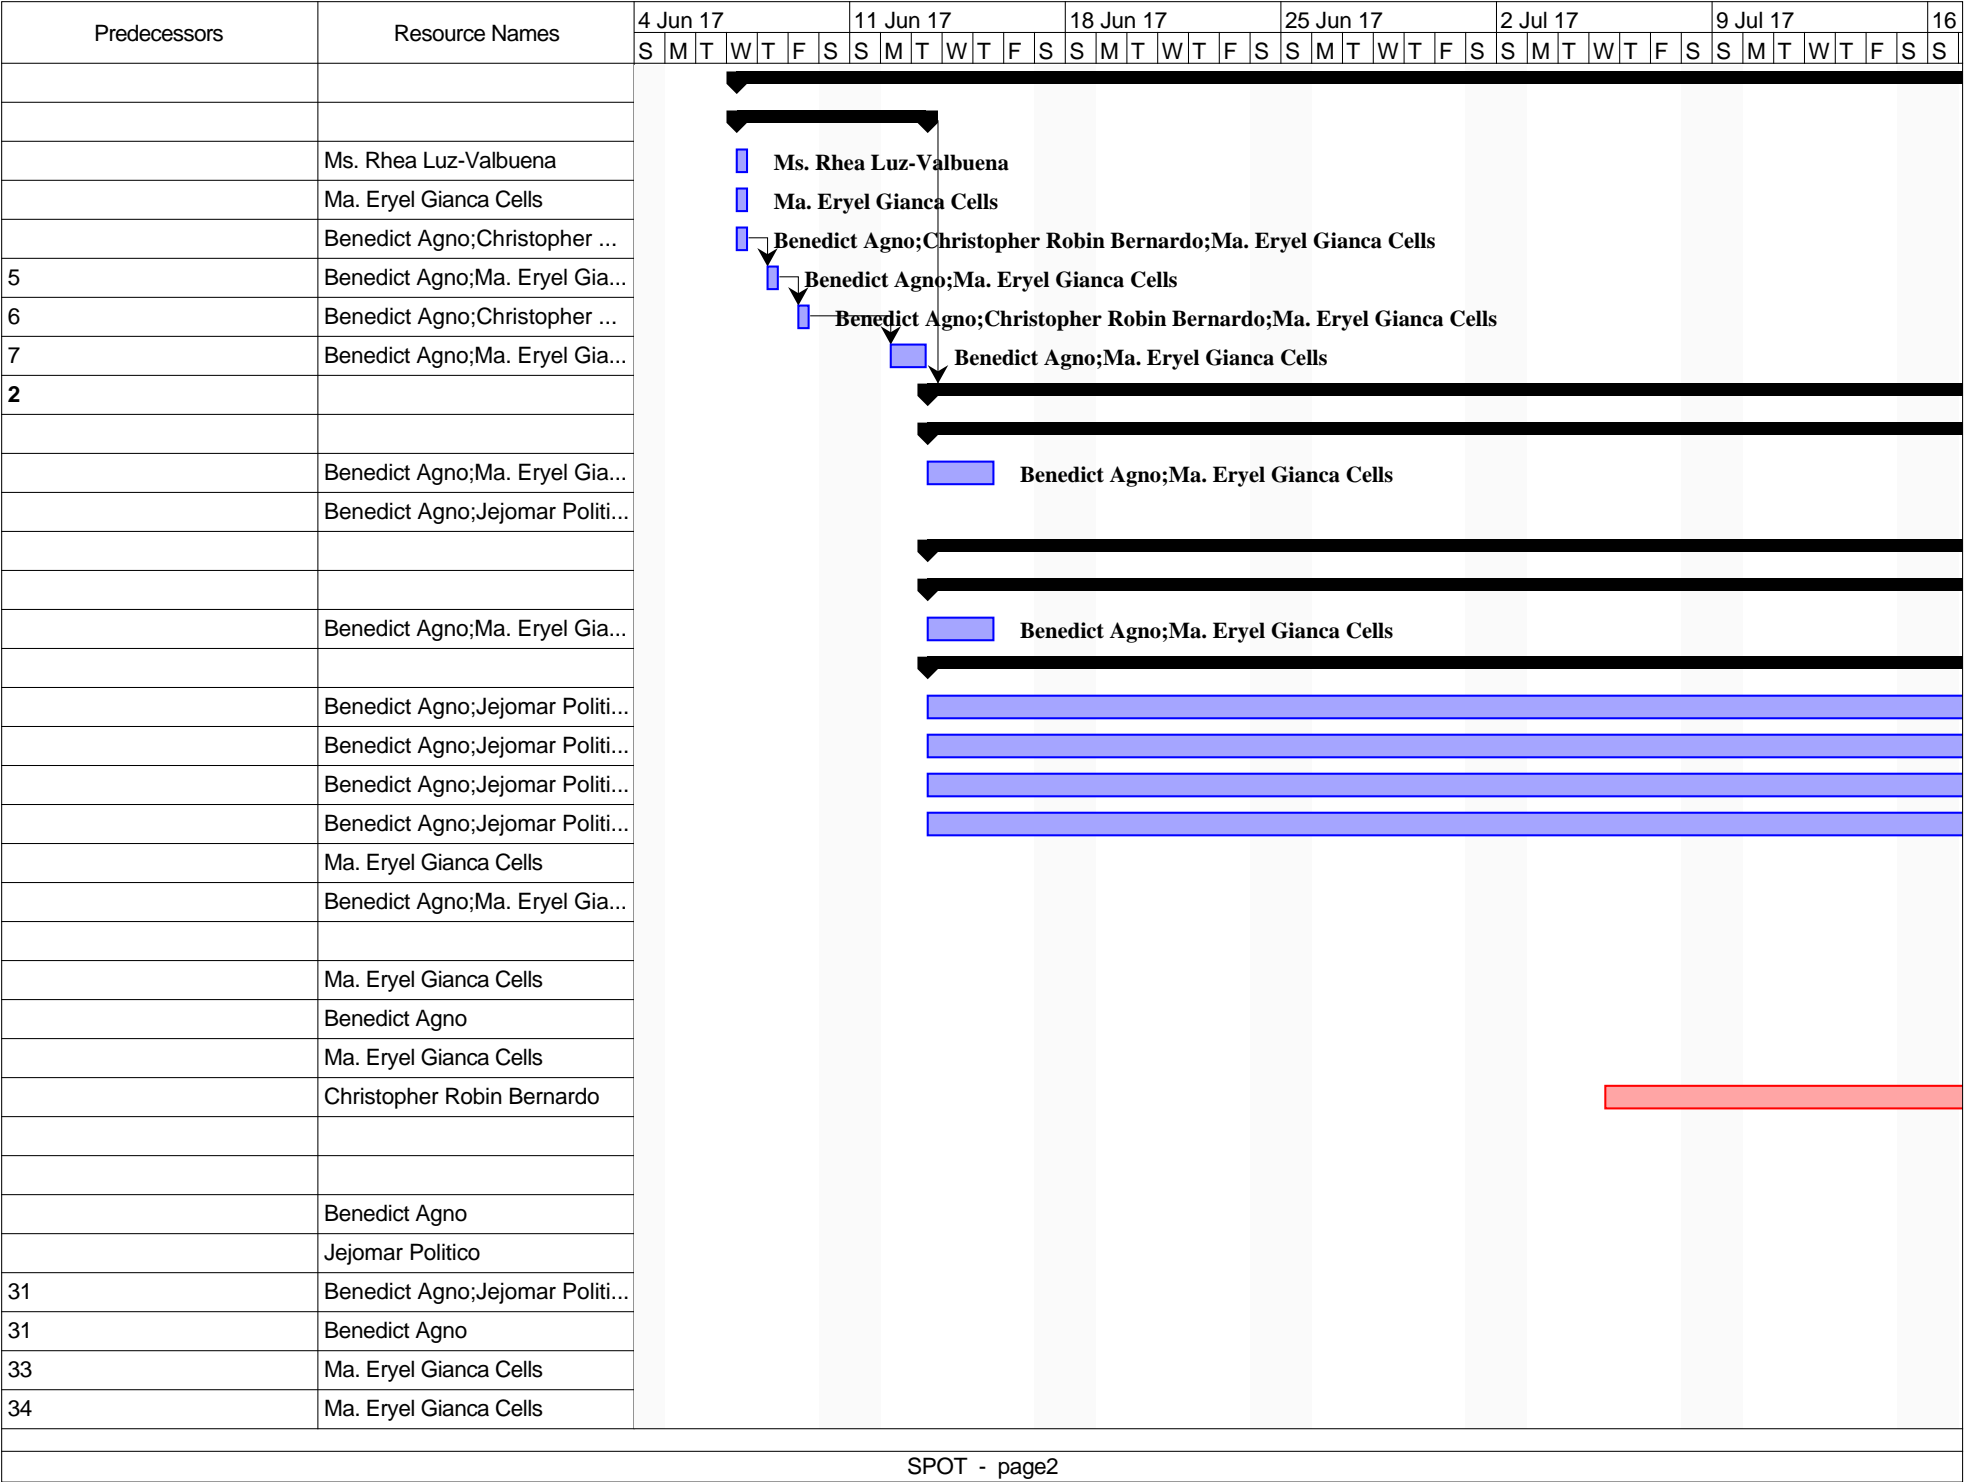 Predecessors Resource Names 4 Jun 17 11 Jun 17 18 Jun 17 25 Jun 17 2 Jul 17 9 Jul 17 16
S M T W T F S S M T W T F S S M T W T F S S M T W T F S S M T W T F S S M T W T F S S
Ms. Rhea Luz-Valbuena Ms. Rhea Luz-Valbuena
Ma. Eryel Gianca Cells Ma. Eryel Gianca Cells
Benedict Agno;Christopher ... Benedict Agno;Christopher Robin Bernardo;Ma. Eryel Gianca Cells
5 Benedict Agno;Ma. Eryel Gia... Benedict Agno;Ma. Eryel Gianca Cells
6 Benedict Agno;Christopher ... Benedict Agno;Christopher Robin Bernardo;Ma. Eryel Gianca Cells
7 Benedict Agno;Ma. Eryel Gia... Benedict Agno;Ma. Eryel Gianca Cells
2
Benedict Agno;Ma. Eryel Gia... Benedict Agno;Ma. Eryel Gianca Cells
Benedict Agno;Jejomar Politi...
Benedict Agno;Ma. Eryel Gia... Benedict Agno;Ma. Eryel Gianca Cells
Benedict Agno;Jejomar Politi...
Benedict Agno;Jejomar Politi...
Benedict Agno;Jejomar Politi...
Benedict Agno;Jejomar Politi...
Ma. Eryel Gianca Cells
Benedict Agno;Ma. Eryel Gia...
Ma. Eryel Gianca Cells
Benedict Agno
Ma. Eryel Gianca Cells
Christopher Robin Bernardo
Benedict Agno
Jejomar Politico
31 Benedict Agno;Jejomar Politi...
31 Benedict Agno
33 Ma. Eryel Gianca Cells
34 Ma. Eryel Gianca Cells
SPOT - page2